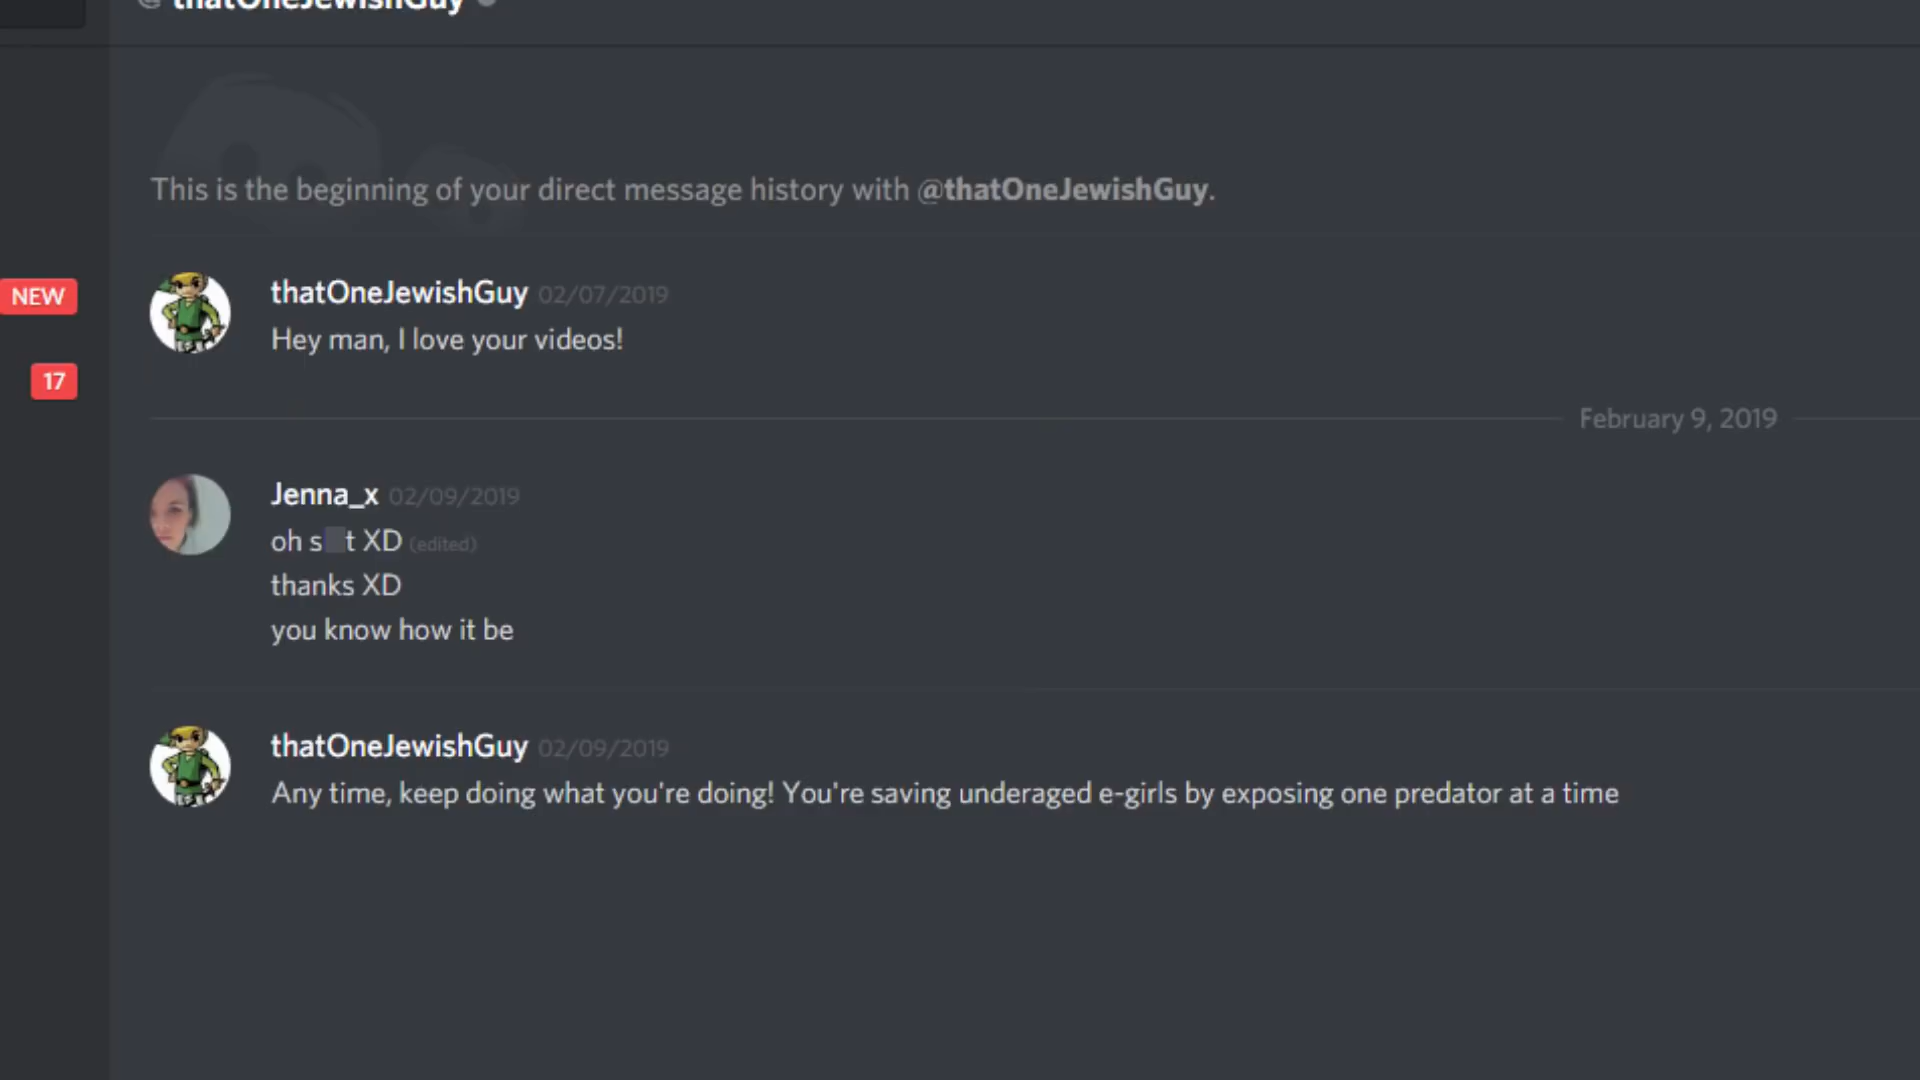 @thatOneJewishGuy
This is the beginning of your direct message history with @thatOneJewishGuy.
NEW
thatOneJewishGuy 02/07/2019
Hey man, I love your videos!
17
February 9, 2019
Jenna_x 02/09/2019
oh s t XD (edited)
thanks XD
you know how it be
thatOneJewishGuy 02/09/2019
Any time, keep doing what you're doing! You're saving underaged e-girls by exposing one predator at a time